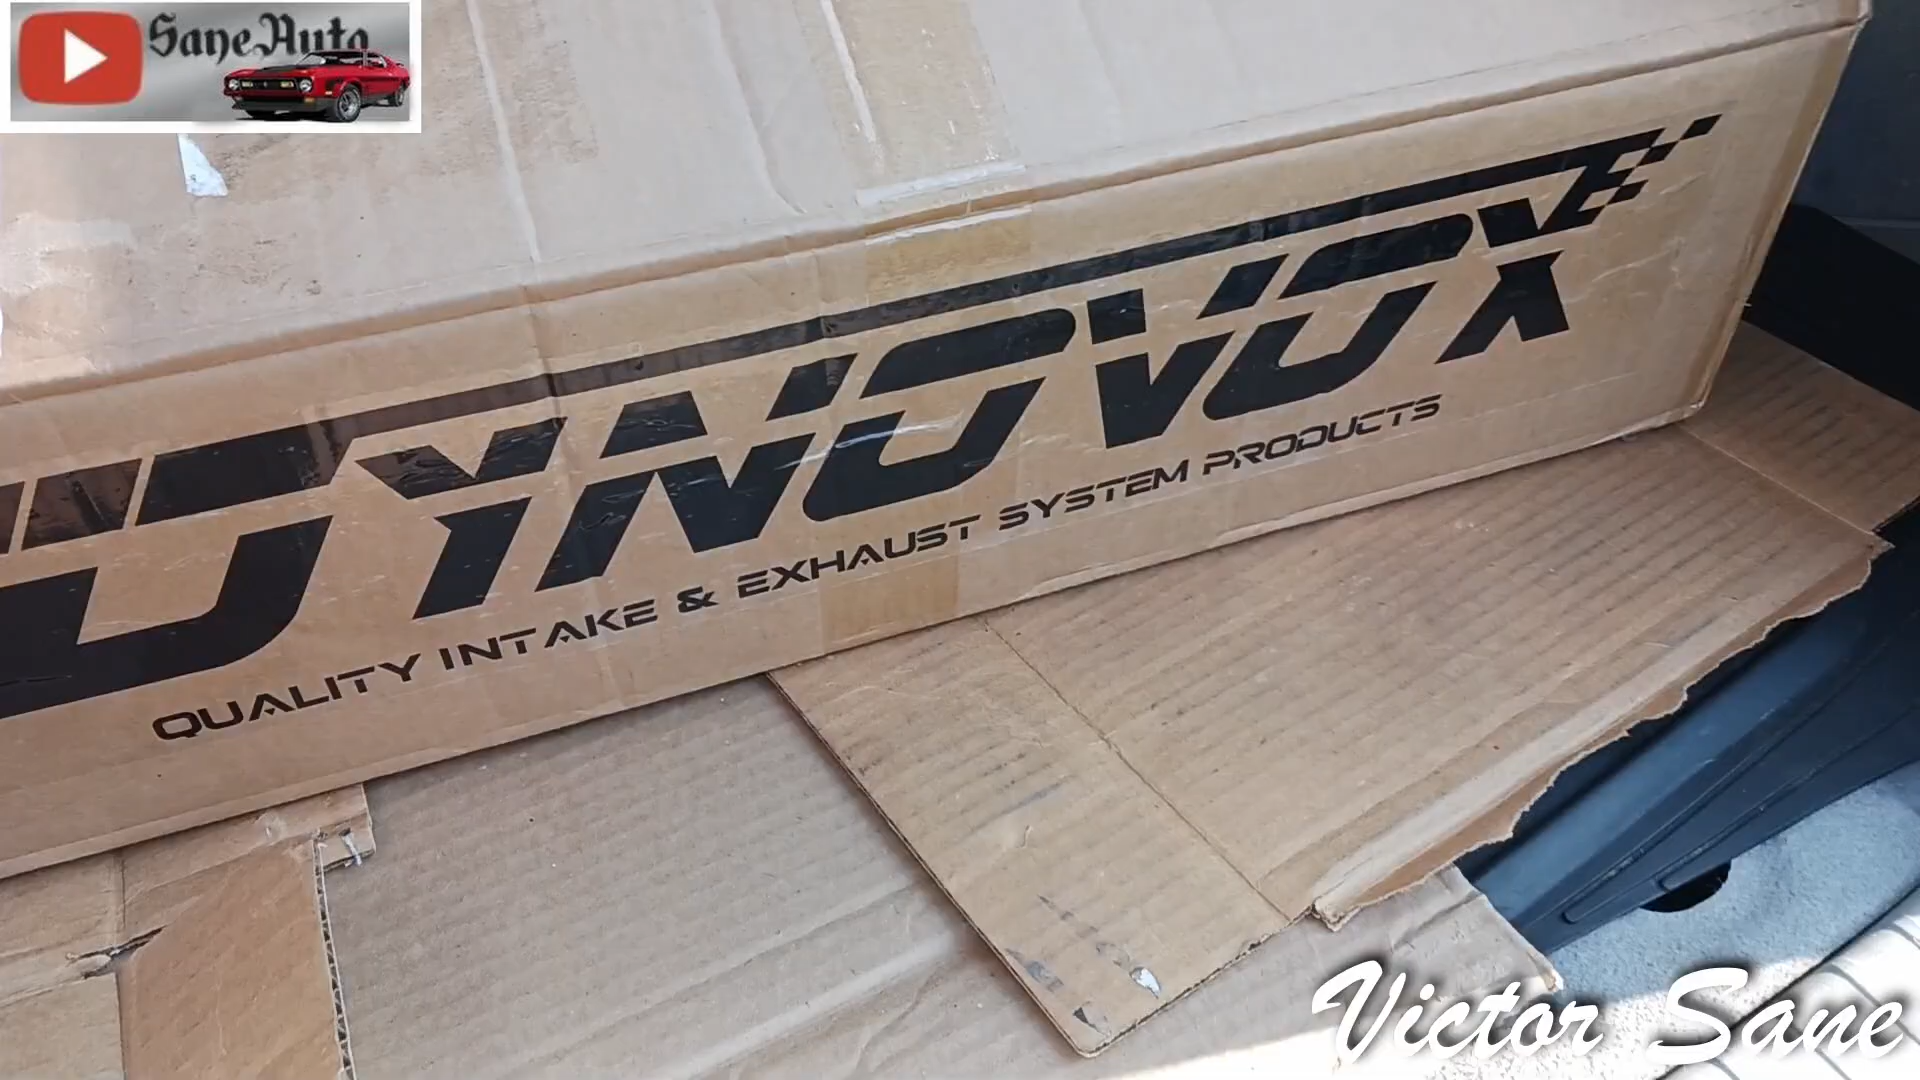 SaneAuto
DYNOVOX
QUALITY INTAKE & EXHAUST SYSTEM PRODUCTS
Victor Sane